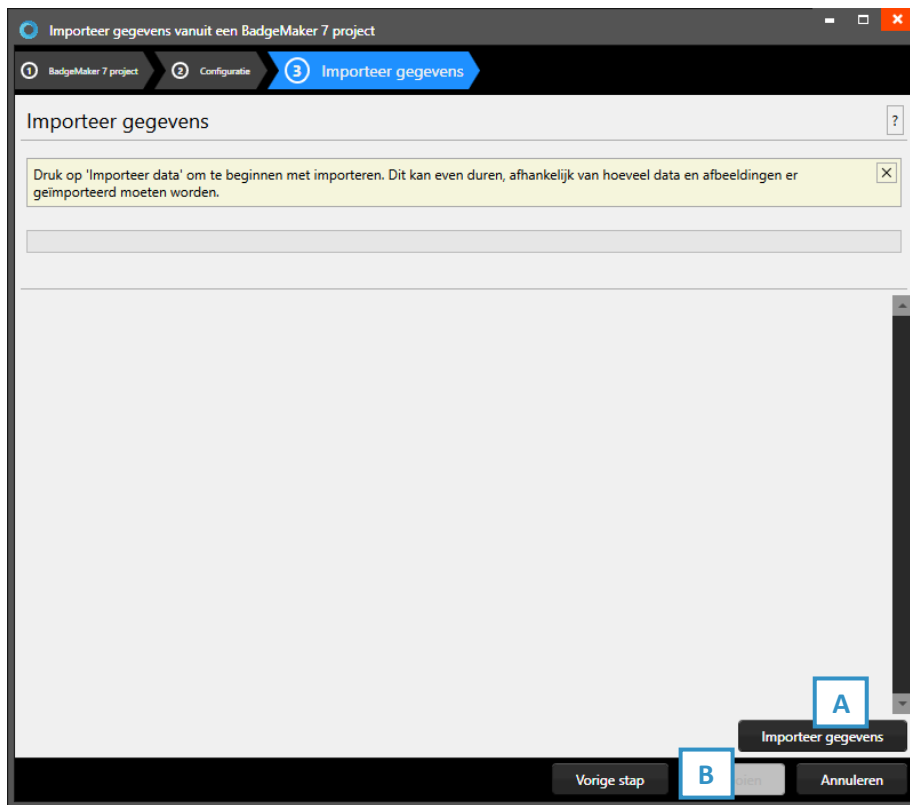 Importeer gegevens vanuit een BadgeMaker 7 project
1 BadgeMaker 7 project 2 Configuratie 3 Importeer gegevens
Importeer gegevens ?
Druk op 'Importeer data' om te beginnen met importeren. Dit kan even duren, afhankelijk van hoeveel data en afbeeldingen er
geïmporteerd moeten worden.
A
Importeer gegevens
Vorige stap B Annuleren